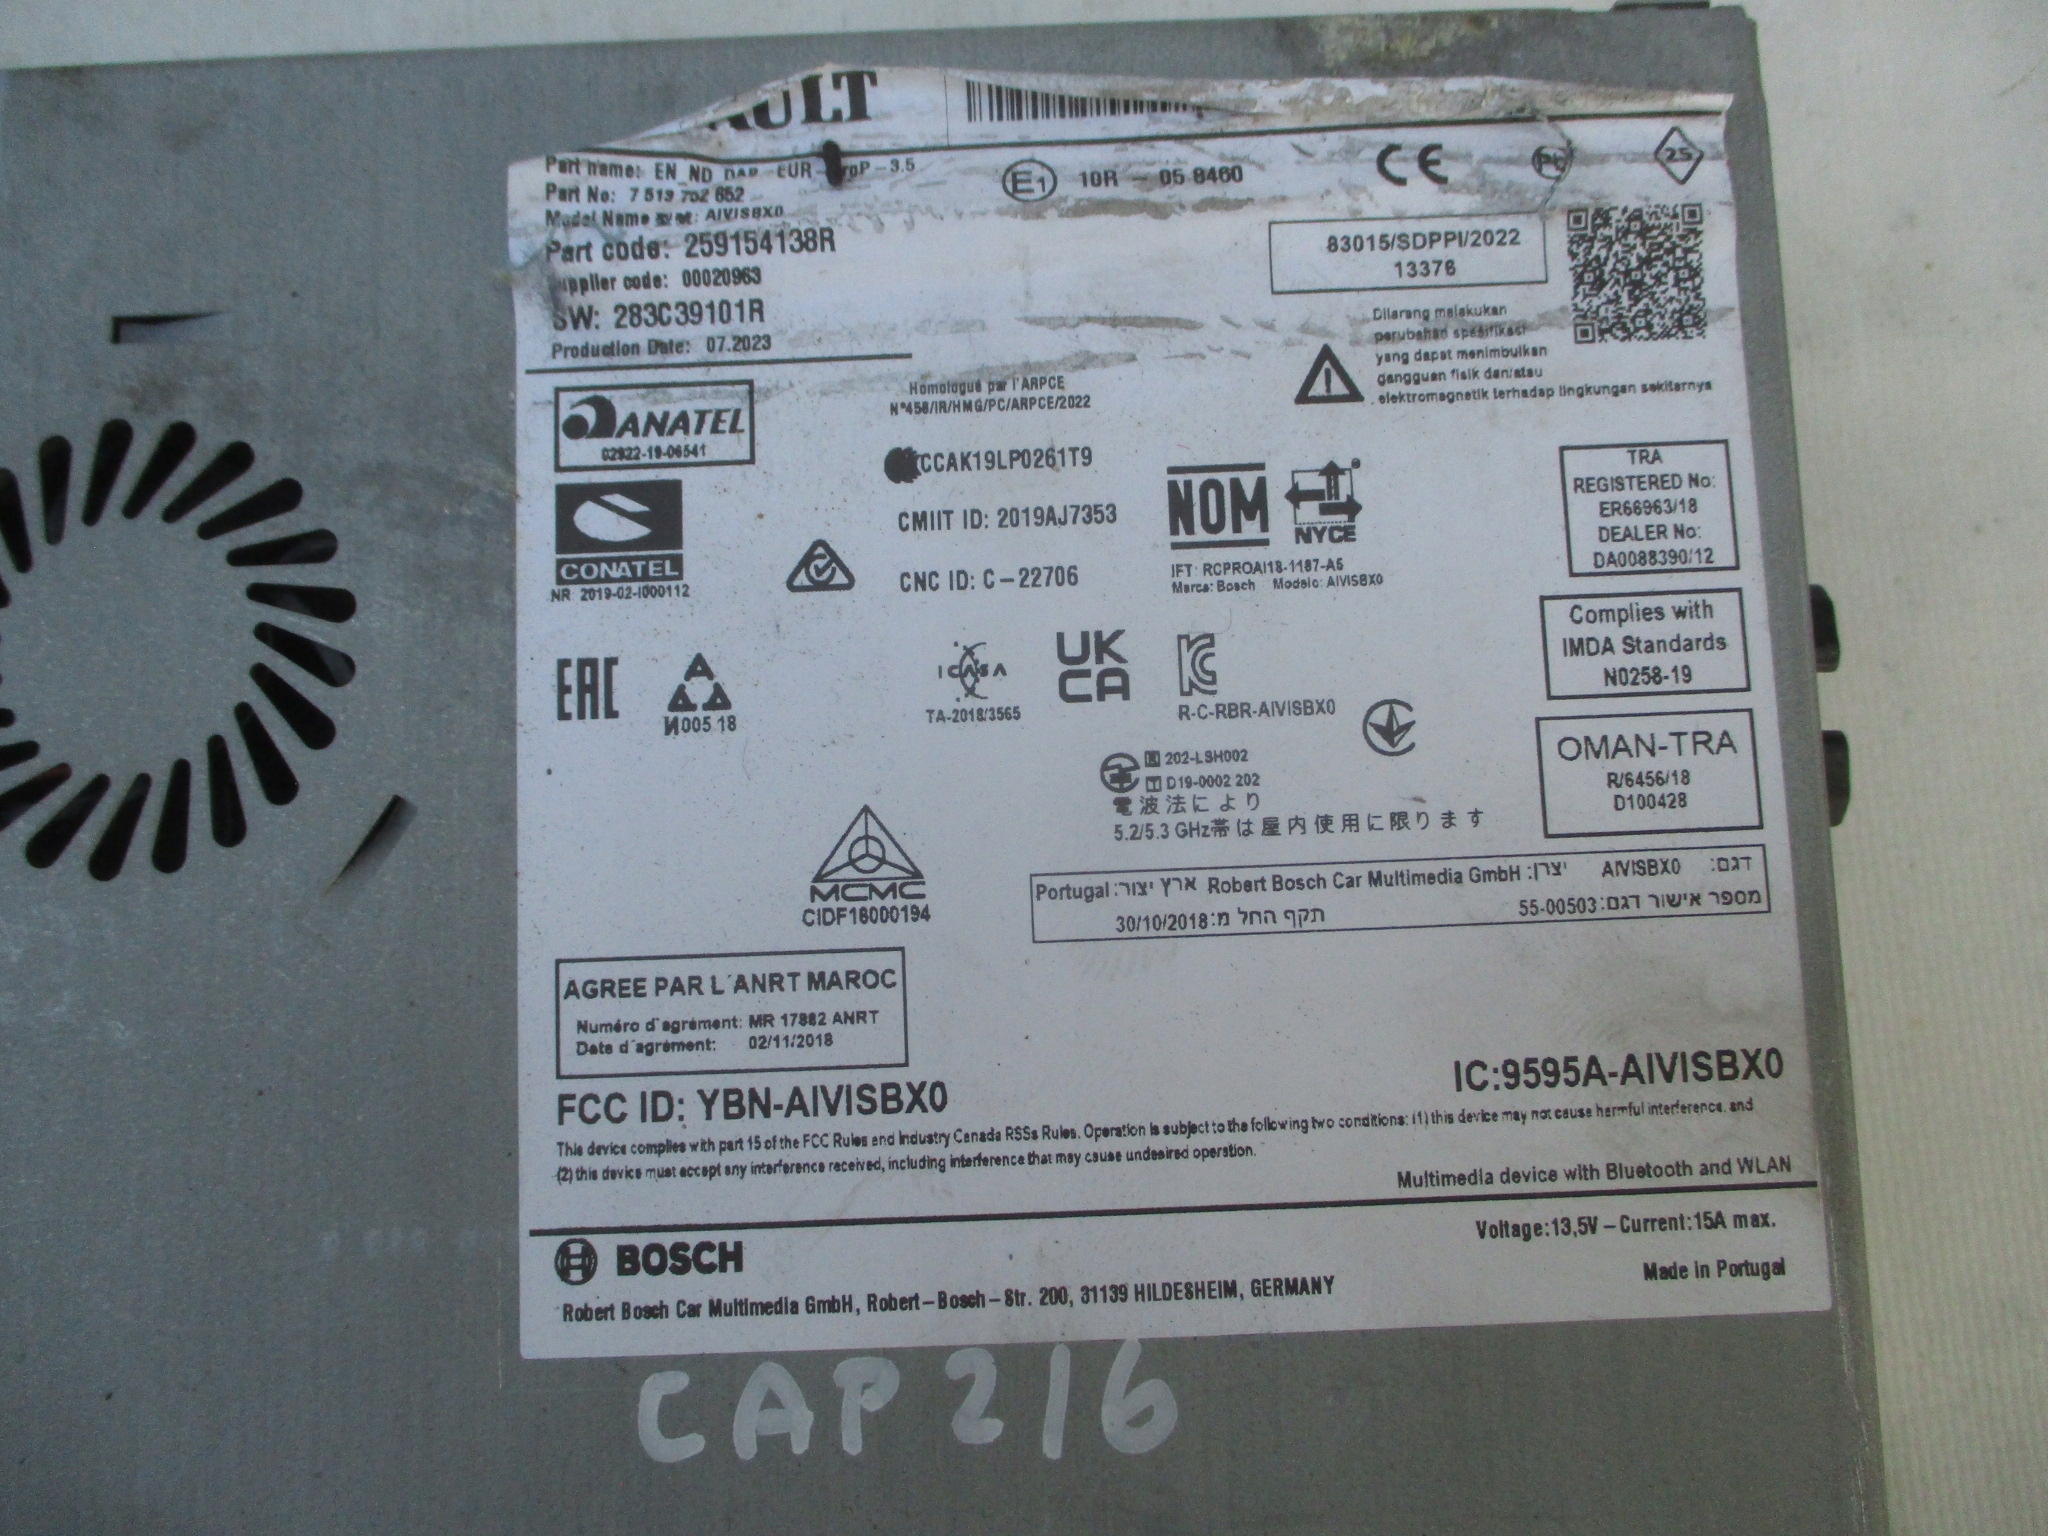 AULT
Part name: EN_ND_DAB_EUR P-3.5
Part No: 7 513 752 652
Model Name : AIVISBX0
Part code: 259154138R
upplier code: 00020963
SW: 283C39101R
Production Date: 07.2023
E1 10R - 05 8460
CE
25
83015/SDPPI/2022
13376
Dilarang melakukan
perubahan spesifikasi
yang dapat menimbulkan
gangguan fisik dan/atau
elektromagnetik terhadap lingkungan sekitarnya
ANATEL
02922-19-06541
Homologué par l'ARPCE
N°458/IR/HMG/PC/ARPCE/2022
CCAK19LP0261T9
CMIIT ID: 2019AJ7353
CNC ID: C-22706
CONATEL
NR 2019-02-I000112
NOM
NYCE
IFT: RCPROAI18-1187-A5
Marca: Bosch Modelo: AIVISBX0
TRA
REGISTERED No:
ER66963/18
DEALER No:
DA0088390/12
Complies with
IMDA Standards
N0258-19
EAC
И005 18
ICASA
TA-2018/3565
UK
CA
R-C-RBR-AIVISBX0
OMAN-TRA
R/6456/18
D100428
R 202-LSH002
T D19-0002 202
電波法により
5.2/5.3 GHz帯は屋内使用に限ります
MCMC
CIDF18000194
דגם: AIVISBX0 יצרן: Robert Bosch Car Multimedia GmbH ארץ יצור: Portugal
מספר אישור דגם: 55-00503 תקף החל מ: 30/10/2018
AGREE PAR L´ANRT MAROC
Numéro d´agrément: MR 17882 ANRT
Date d´agrément: 02/11/2018
FCC ID: YBN-AIVISBX0
IC:9595A-AIVISBX0
This device complies with part 15 of the FCC Rules and Industry Canada RSSs Rules. Operation is subject to the following two conditions: (1) this device may not cause harmful interference, and
(2) this device must accept any interference received, including interference that may cause undesired operation.
Multimedia device with Bluetooth and WLAN
BOSCH
Voltage:13,5V – Current:15A max.
Made in Portugal
Robert Bosch Car Multimedia GmbH, Robert-Bosch-Str. 200, 31139 HILDESHEIM, GERMANY
CAP216